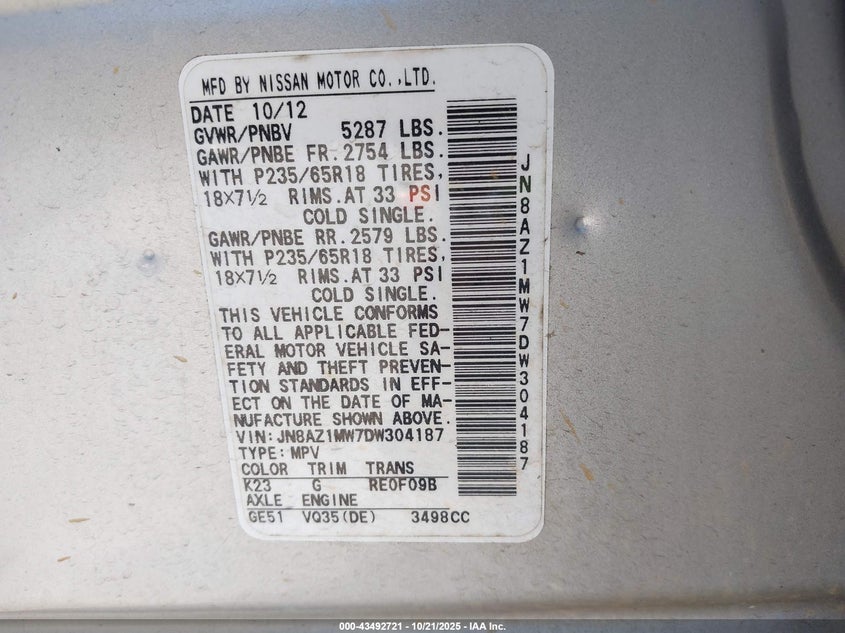 MFD BY NISSAN MOTOR CO.,LTD.
DATE 10/12
GVWR/PNBV 5287 LBS.
GAWR/PNBE FR. 2754 LBS.
WITH P235/65R18 TIRES,
18×7½ RIMS.AT 33 PSI
COLD SINGLE.
GAWR/PNBE RR. 2579 LBS.
WITH P235/65R18 TIRES,
18×7½ RIMS.AT 33 PSI
COLD SINGLE.
THIS VEHICLE CONFORMS
TO ALL APPLICABLE FED-
ERAL MOTOR VEHICLE SA-
FETY AND THEFT PREVEN-
TION STANDARDS IN EFF-
ECT ON THE DATE OF MA-
NUFACTURE SHOWN ABOVE.
VIN: JN8AZ1MW7DW304187
TYPE: MPV
COLOR TRIM TRANS
K23 G RE0F09B
AXLE ENGINE
GE51 VQ35(DE) 3498CC
JN8AZ1MW7DW304187
000-43492721 - 10/21/2025 - IAA Inc.